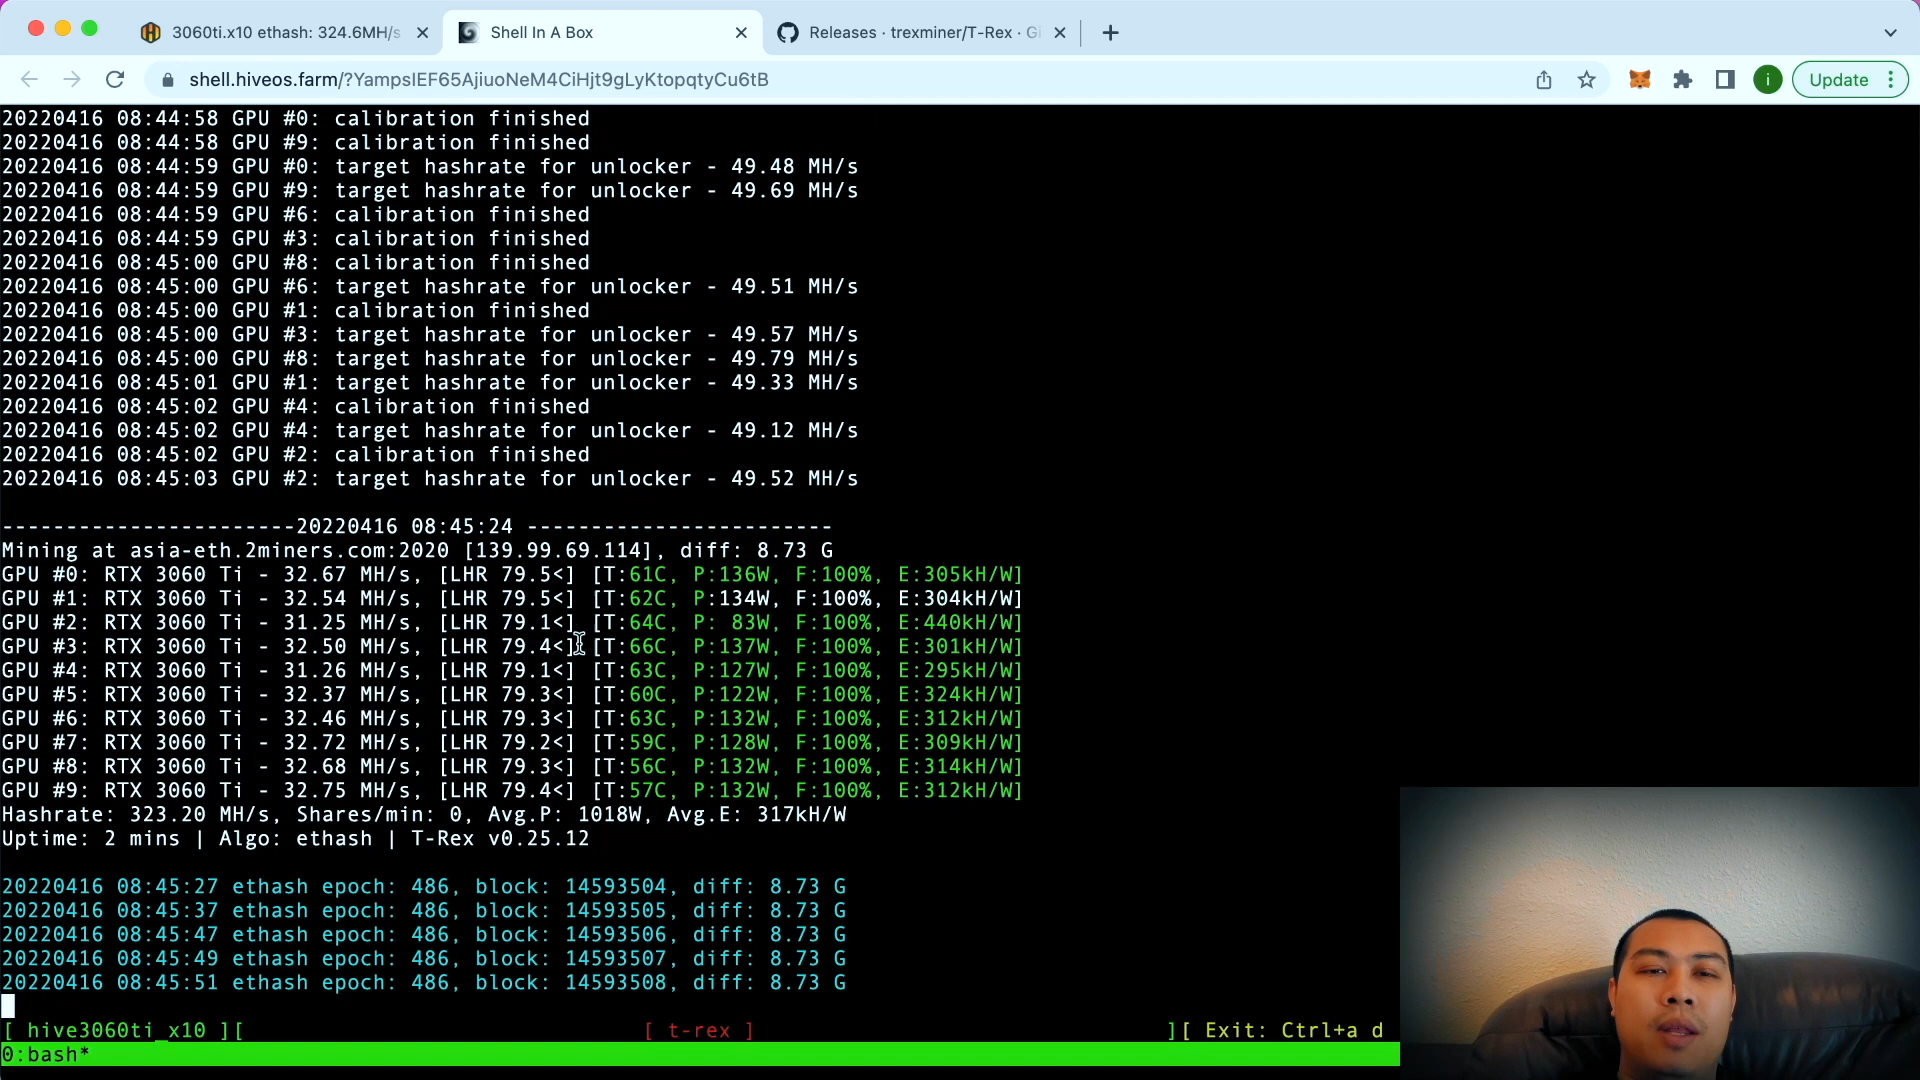 3060ti.x10 ethash: 324.6MH/s
Shell In A Box
Releases · trexminer/T-Rex · Gi
shell.hiveos.farm/?YampsIEF65AjiuoNeM4CiHjt9gLyKtopqtyCu6tB
i
Update
20220416 08:44:58 GPU #0: calibration finished
20220416 08:44:58 GPU #9: calibration finished
20220416 08:44:59 GPU #0: target hashrate for unlocker - 49.48 MH/s
20220416 08:44:59 GPU #9: target hashrate for unlocker - 49.69 MH/s
20220416 08:44:59 GPU #6: calibration finished
20220416 08:44:59 GPU #3: calibration finished
20220416 08:45:00 GPU #8: calibration finished
20220416 08:45:00 GPU #6: target hashrate for unlocker - 49.51 MH/s
20220416 08:45:00 GPU #1: calibration finished
20220416 08:45:00 GPU #3: target hashrate for unlocker - 49.57 MH/s
20220416 08:45:00 GPU #8: target hashrate for unlocker - 49.79 MH/s
20220416 08:45:01 GPU #1: target hashrate for unlocker - 49.33 MH/s
20220416 08:45:02 GPU #4: calibration finished
20220416 08:45:02 GPU #4: target hashrate for unlocker - 49.12 MH/s
20220416 08:45:02 GPU #2: calibration finished
20220416 08:45:03 GPU #2: target hashrate for unlocker - 49.52 MH/s
-----------------------20220416 08:45:24 ------------------------
Mining at asia-eth.2miners.com:2020 [139.99.69.114], diff: 8.73 G
GPU #0: RTX 3060 Ti - 32.67 MH/s, [LHR 79.5<] [T:61C, P:136W, F:100%, E:305kH/W]
GPU #1: RTX 3060 Ti - 32.54 MH/s, [LHR 79.5<] [T:62C, P:134W, F:100%, E:304kH/W]
GPU #2: RTX 3060 Ti - 31.25 MH/s, [LHR 79.1<] [T:64C, P: 83W, F:100%, E:440kH/W]
GPU #3: RTX 3060 Ti - 32.50 MH/s, [LHR 79.4<] [T:66C, P:137W, F:100%, E:301kH/W]
GPU #4: RTX 3060 Ti - 31.26 MH/s, [LHR 79.1<] [T:63C, P:127W, F:100%, E:295kH/W]
GPU #5: RTX 3060 Ti - 32.37 MH/s, [LHR 79.3<] [T:60C, P:122W, F:100%, E:324kH/W]
GPU #6: RTX 3060 Ti - 32.46 MH/s, [LHR 79.3<] [T:63C, P:132W, F:100%, E:312kH/W]
GPU #7: RTX 3060 Ti - 32.72 MH/s, [LHR 79.2<] [T:59C, P:128W, F:100%, E:309kH/W]
GPU #8: RTX 3060 Ti - 32.68 MH/s, [LHR 79.3<] [T:56C, P:132W, F:100%, E:314kH/W]
GPU #9: RTX 3060 Ti - 32.75 MH/s, [LHR 79.4<] [T:57C, P:132W, F:100%, E:312kH/W]
Hashrate: 323.20 MH/s, Shares/min: 0, Avg.P: 1018W, Avg.E: 317kH/W
Uptime: 2 mins | Algo: ethash | T-Rex v0.25.12
20220416 08:45:27 ethash epoch: 486, block: 14593504, diff: 8.73 G
20220416 08:45:37 ethash epoch: 486, block: 14593505, diff: 8.73 G
20220416 08:45:47 ethash epoch: 486, block: 14593506, diff: 8.73 G
20220416 08:45:49 ethash epoch: 486, block: 14593507, diff: 8.73 G
20220416 08:45:51 ethash epoch: 486, block: 14593508, diff: 8.73 G
[ hive3060ti_x10 ][ [ t-rex ] ][ Exit: Ctrl+a d
0:bash*